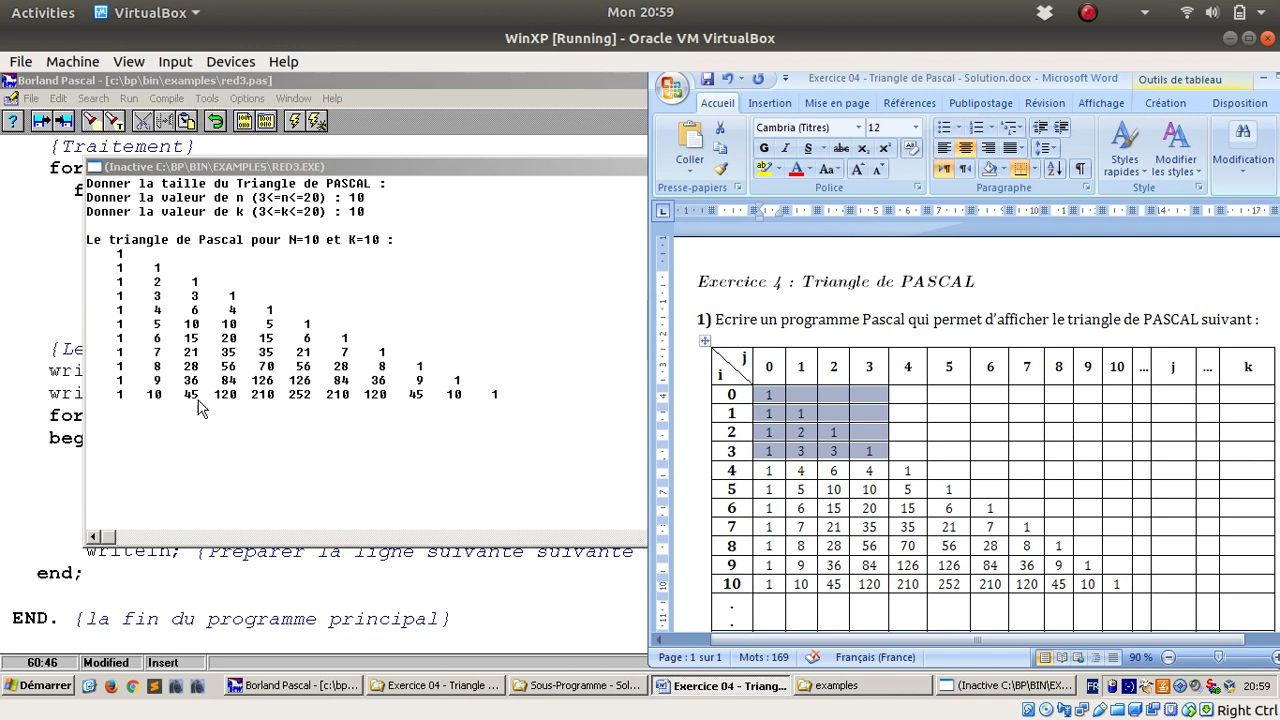 Activities VirtualBox Mon 20:59
WinXP [Running] - Oracle VM VirtualBox
File Machine View Input Devices Help
Borland Pascal - [c:\bp\bin\examples\red3.pas]
File Edit Search Run Compile Tools Options Window Help
{Traitement}
for
f
(Inactive C:\BP\BIN\EXAMPLES\RED3.EXE)
Donner la taille du Triangle de PASCAL :
Donner la valeur de n (3<=n<=20) : 10
Donner la valeur de k (3<=k<=20) : 10
Le triangle de Pascal pour N=10 et K=10 :
1
1 1
1 2 1
1 3 3 1
1 4 6 4 1
1 5 10 10 5 1
1 6 15 20 15 6 1
1 7 21 35 35 21 7 1
1 8 28 56 70 56 28 8 1
1 9 36 84 126 126 84 36 9 1
1 10 45 120 210 252 210 120 45 10 1
{Le
wri
wri
for
beg
writeln; {Préparer la ligne suivante suivante
end;
END. {la fin du programme principal}
60:46 Modified Insert
Exercice 04 - Triangle de Pascal - Solution.docx - Microsoft Word
Outils de tableau
Accueil Insertion Mise en page Références Publipostage Révision Affichage Création Disposition
Coller
Cambria (Titres) 12
Styles rapides
Modifier les styles
Modification
Presse-papiers Police Paragraphe Style
Exercice 4 : Triangle de PASCAL
1) Ecrire un programme Pascal qui permet d'afficher le triangle de PASCAL suivant :
j
i
0 1 2 3 4 5 6 7 8 9 10 ... j ... k
0 1
1 1 1
2 1 2 1
3 1 3 3 1
4 1 4 6 4 1
5 1 5 10 10 5 1
6 1 6 15 20 15 6 1
7 1 7 21 35 35 21 7 1
8 1 8 28 56 70 56 28 8 1
9 1 9 36 84 126 126 84 36 9 1
10 1 10 45 120 210 252 210 120 45 10 1
.
.
Page : 1 sur 1 Mots : 169 Français (France) 90 %
Démarrer Borland Pascal - [c:\bp... Exercice 04 - Triangle ... Sous-Programme - Sol... Exercice 04 - Triang... examples (Inactive C:\BP\BIN\EX... FR 20:59
Right Ctrl